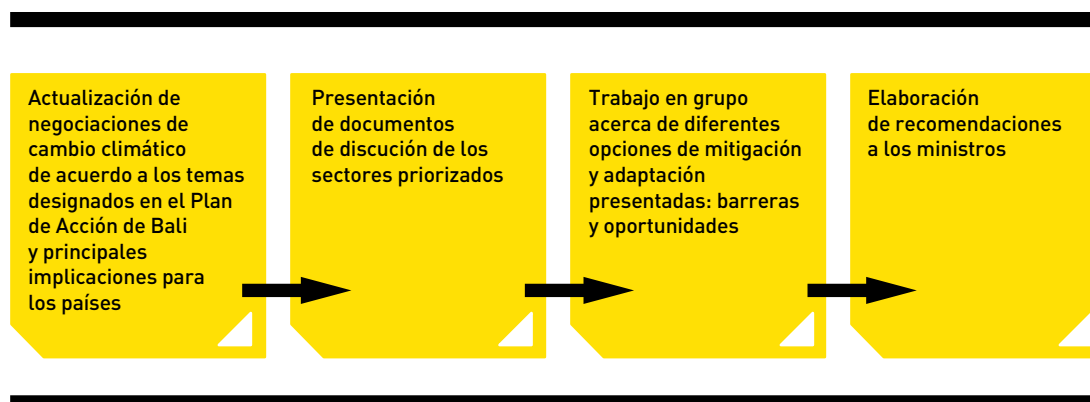 Actualización de
negociaciones de
cambio climático
de acuerdo a los temas
designados en el Plan
de Acción de Bali
y principales
implicaciones para
los países
Presentación
de documentos
de discución de los
sectores priorizados
Trabajo en grupo
acerca de diferentes
opciones de mitigación
y adaptación
presentadas: barreras
y oportunidades
Elaboración
de recomendaciones
a los ministros